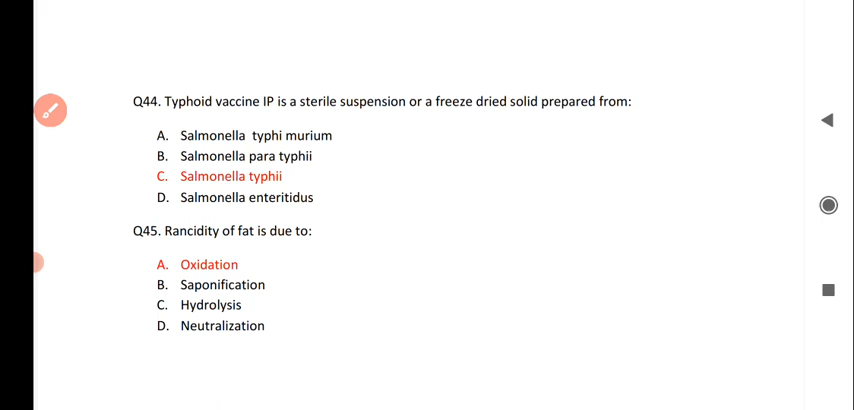 Q44. Typhoid vaccine IP is a sterile suspension or a freeze dried solid prepared from:
A. Salmonella typhi murium
B. Salmonella para typhii
C. Salmonella typhii
D. Salmonella enteritidus
Q45. Rancidity of fat is due to:
A. Oxidation
B. Saponification
C. Hydrolysis
D. Neutralization